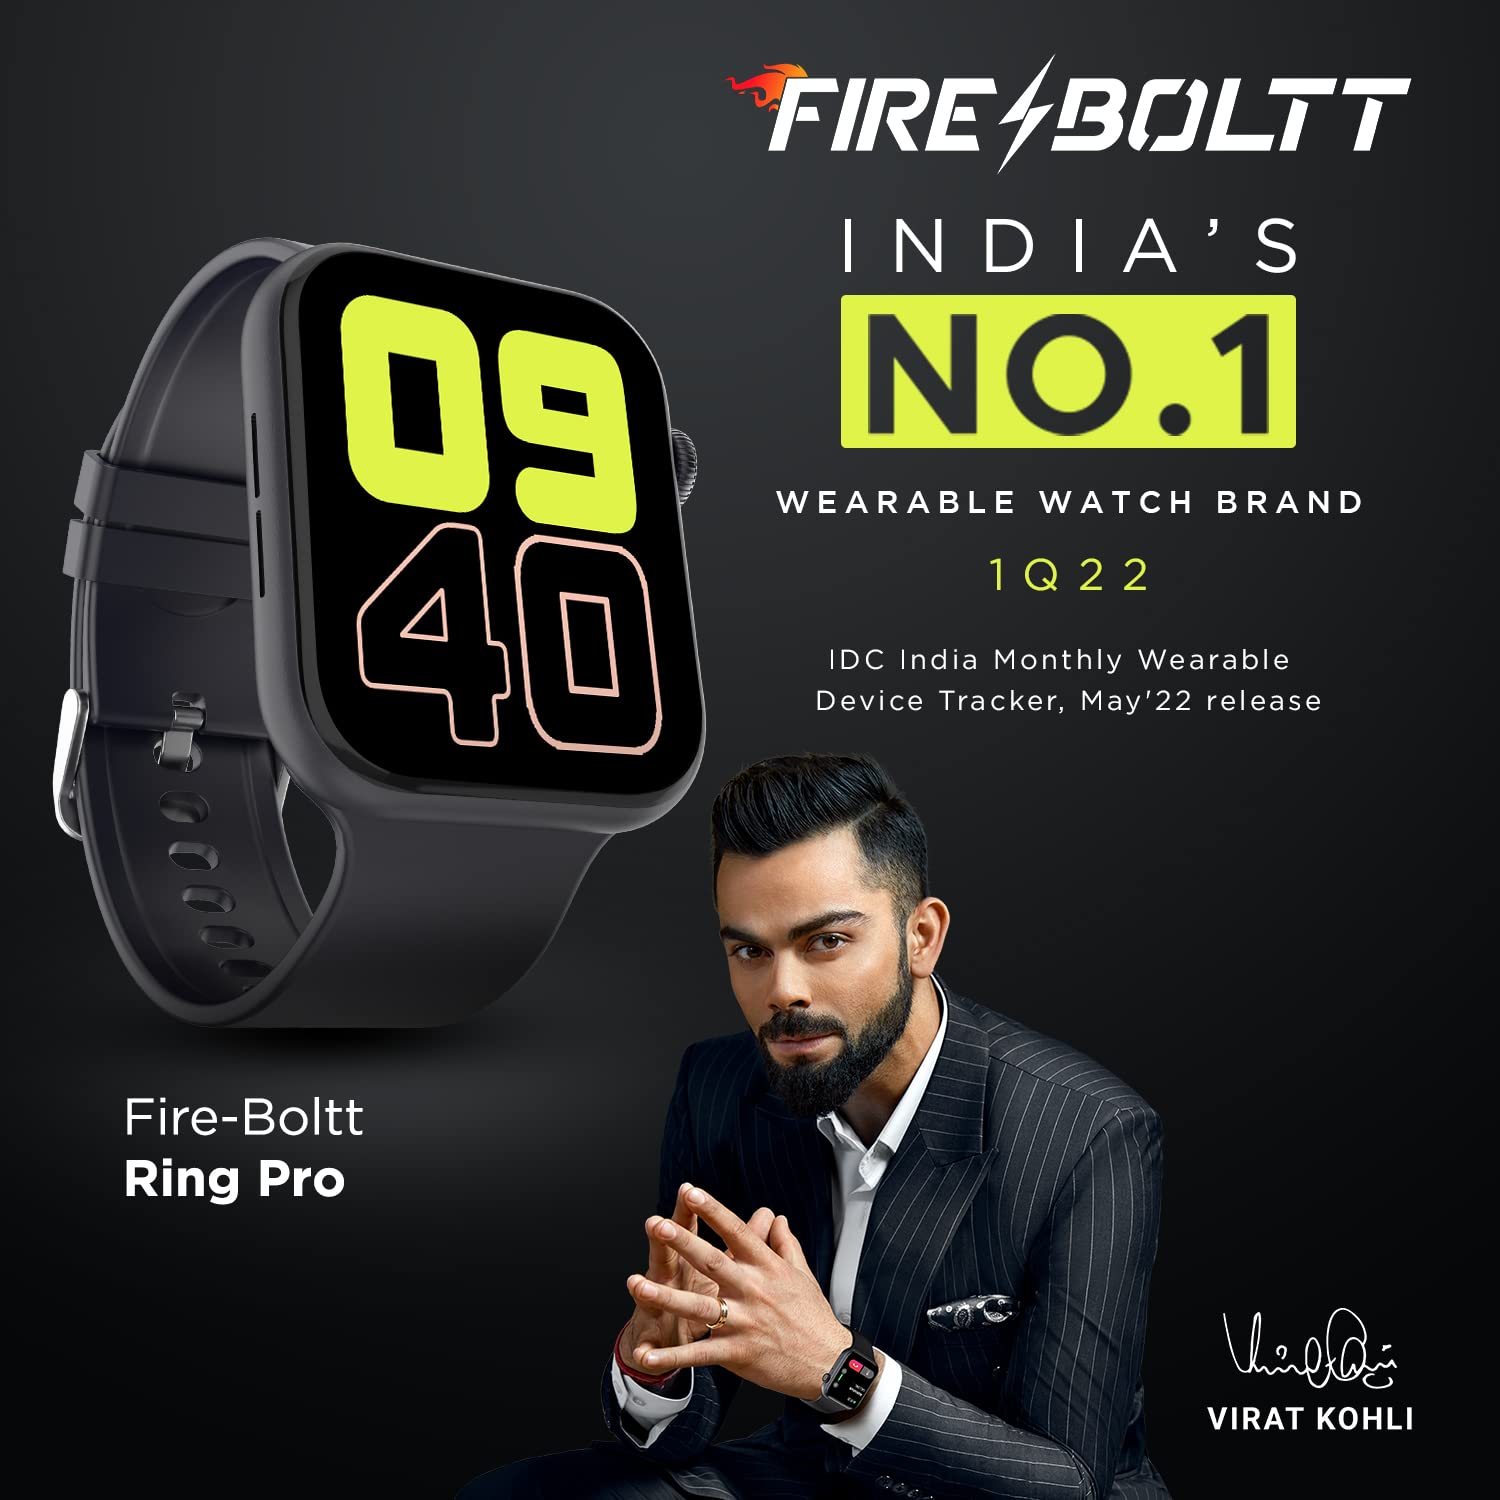 FIRE BOLTT
INDIA'S
NO.1
WEARABLE WATCH BRAND
1Q22
IDC India Monthly Wearable
Device Tracker, May'22 release
09
40
Fire-Boltt
Ring Pro
VIRAT KOHLI